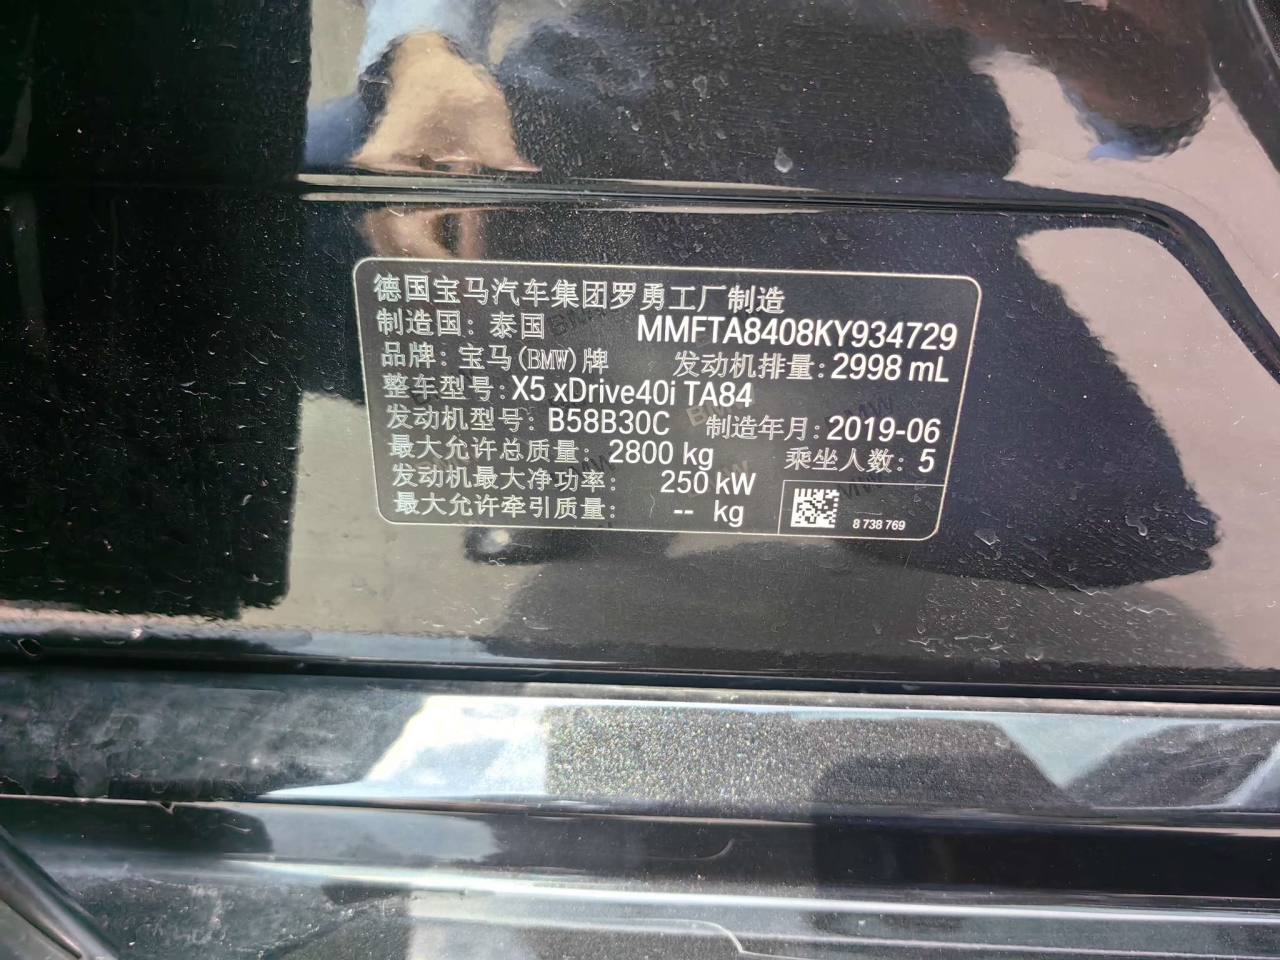 德国宝马汽车集团罗勇工厂制造
制造国: 泰国 MMFTA8408KY934729
品牌: 宝马(BMW)牌 发动机排量: 2998 mL
整车型号: X5 xDrive40i TA84
发动机型号: B58B30C 制造年月: 2019-06
最大允许总质量: 2800 kg 乘坐人数: 5
发动机最大净功率: 250 kW
最大允许牵引质量: -- kg
8 738 769